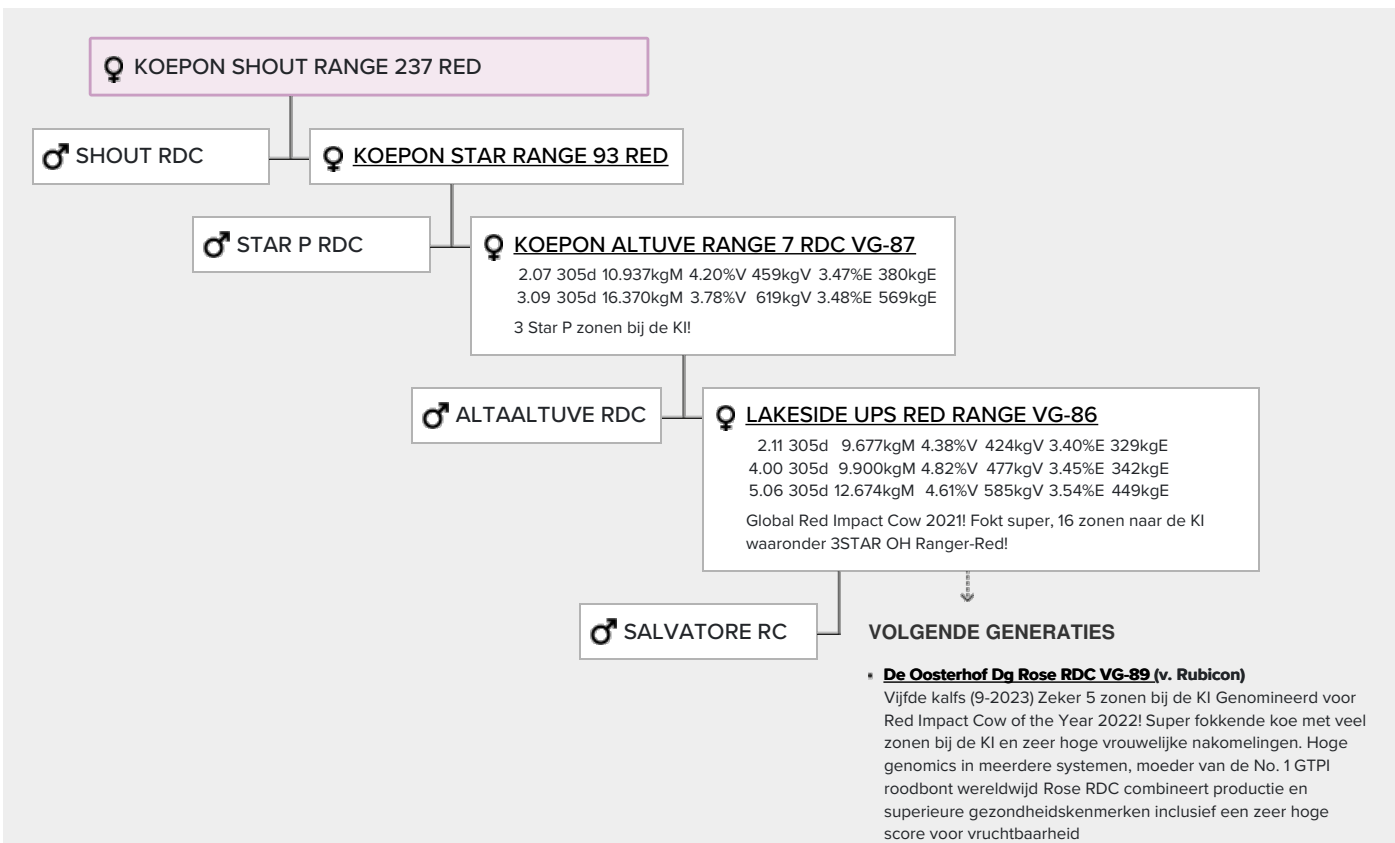 KOEPON SHOUT RANGE 237 RED
SHOUT RDC
KOEPON STAR RANGE 93 RED
STAR P RDC
KOEPON ALTUVE RANGE 7 RDC VG-87
2.07 305d 10.937kgM 4.20%V 459kgV 3.47%E 380kgE
3.09 305d 16.370kgM 3.78%V 619kgV 3.48%E 569kgE
3 Star P zonen bij de KI!
ALTAALTUVE RDC
LAKESIDE UPS RED RANGE VG-86
2.11 305d 9.677kgM 4.38%V 424kgV 3.40%E 329kgE
4.00 305d 9.900kgM 4.82%V 477kgV 3.45%E 342kgE
5.06 305d 12.674kgM 4.61%V 585kgV 3.54%E 449kgE
Global Red Impact Cow 2021! Fokt super, 16 zonen naar de KI
waaronder 3STAR OH Ranger-Red!
SALVATORE RC
VOLGENDE GENERATIES
De Oosterhof Dg Rose RDC VG-89 (v. Rubicon)
Vijfde kalfs (9-2023) Zeker 5 zonen bij de KI Genomineerd voor
Red Impact Cow of the Year 2022! Super fokkende koe met veel
zonen bij de KI en zeer hoge vrouwelijke nakomelingen. Hoge
genomics in meerdere systemen, moeder van de No. 1 GTPI
roodbont wereldwijd Rose RDC combineert productie en
superieure gezondheidskenmerken inclusief een zeer hoge
score voor vruchtbaarheid